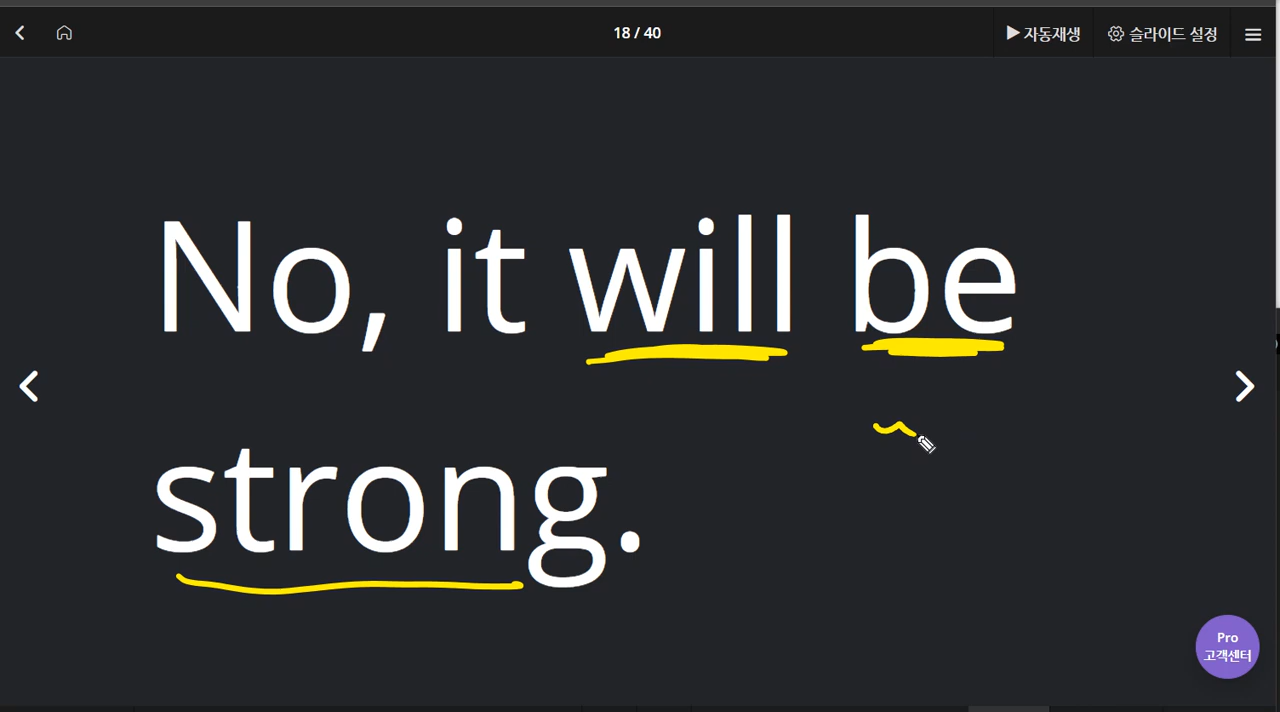 18 / 40
▶자동재생
슬라이드 설정
No, it will be
strong.
Pro
고객센터